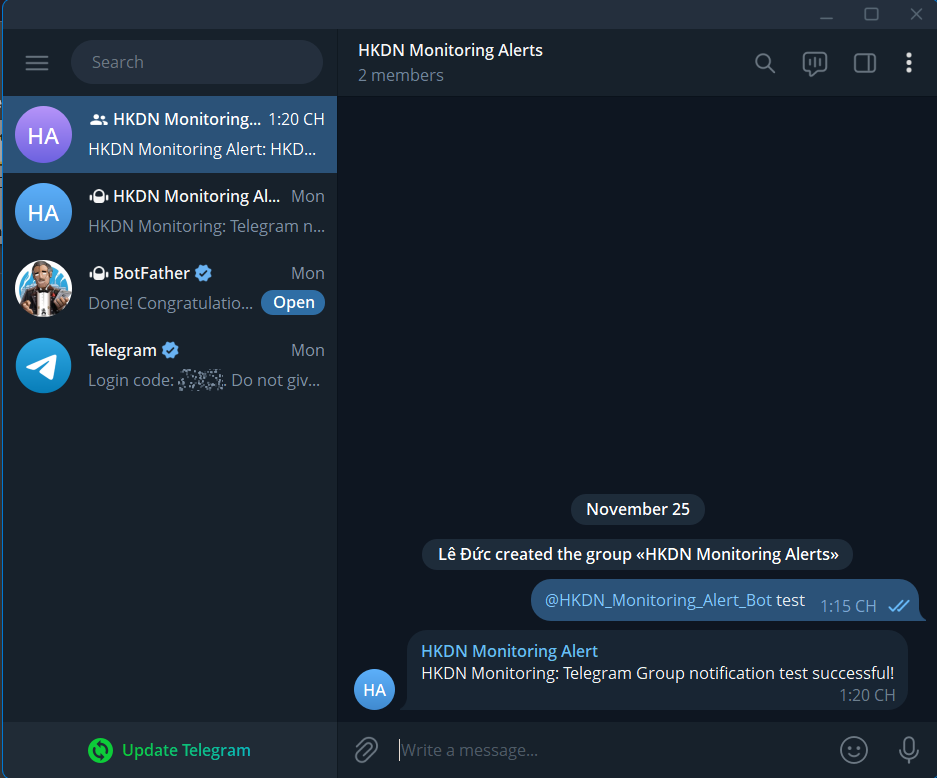 Search
HKDN Monitoring... 1:20 CH
HKDN Monitoring Alert: HKD...
HKDN Monitoring Al... Mon
HKDN Monitoring: Telegram n...
BotFather Mon
Done! Congratulatio... Open
Telegram Mon
Login code: . Do not giv...
Update Telegram
HKDN Monitoring Alerts
2 members
November 25
Lê Đức created the group «HKDN Monitoring Alerts»
@HKDN_Monitoring_Alert_Bot test 1:15 CH
HKDN Monitoring Alert
HKDN Monitoring: Telegram Group notification test successful!
1:20 CH
Write a message...
HA
HA
HA